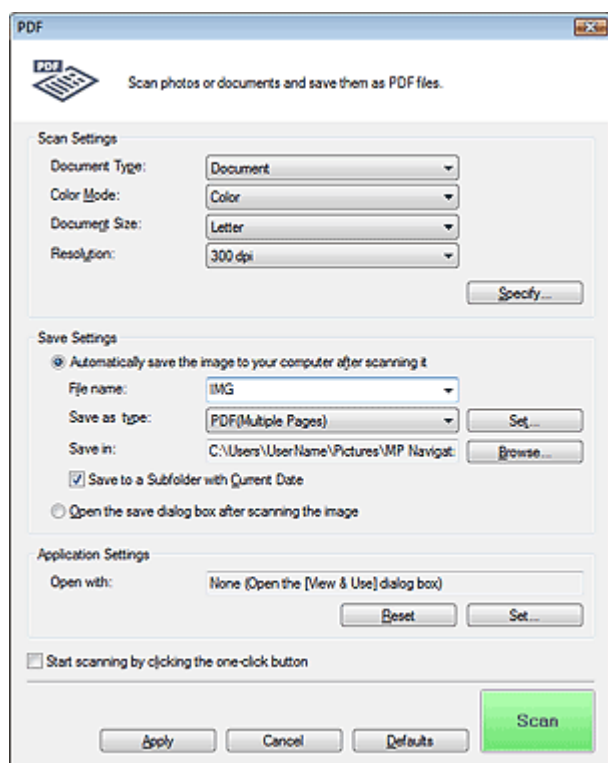 PDF
PDF
Scan photos or documents and save them as PDF files.
Scan Settings
Document Type: Document
Color Mode: Color
Document Size: Letter
Resolution: 300 dpi
Specify...
Save Settings
Automatically save the image to your computer after scanning it
File name: IMG
Save as type: PDF(Multiple Pages) Set...
Save in: C:\Users\UserName\Pictures\MP Navigat Browse...
Save to a Subfolder with Current Date
Open the save dialog box after scanning the image
Application Settings
Open with: None (Open the [View & Use] dialog box)
Reset Set...
Start scanning by clicking the one-click button
Scan
Apply Cancel Defaults